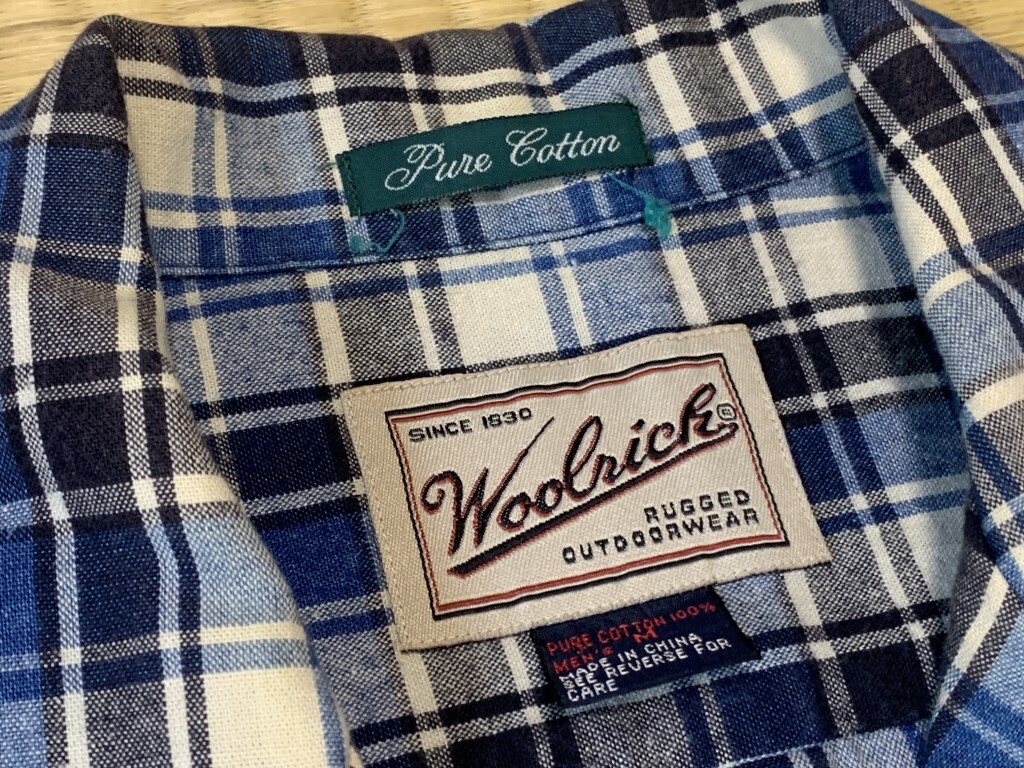 Pure Cotton
SINCE 1830
Woolrich®
RUGGED
OUTDOORWEAR
PURE COTTON 100%
MEN'S M
MADE IN CHINA
SEE REVERSE FOR
CARE